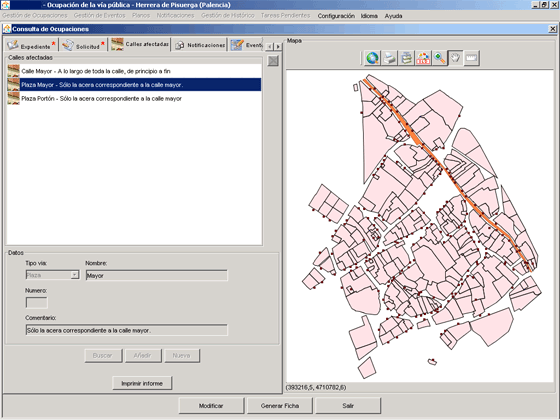 - Ocupación de la vía pública - Herrera de Pisuerga (Palencia)
Gestión de Ocupaciones Gestión de Eventos Planos Notificaciones Gestión de Histórico Tareas Pendientes Configuración Idioma Ayuda
Consulta de Ocupaciones
Expediente * Solicitud * Calles afectadas Notificaciones Evento
Mapa
Calles afectadas
Calle Mayor - A lo largo de toda la calle, de principio a fin
Plaza Mayor - Sólo la acera correspondiente a la calle mayor.
Plaza Portón - Sólo la acera correspondiente a la calle mayor
Datos
Tipo vía: Nombre:
Plaza Mayor
Numero:
Comentario:
Sólo la acera correspondiente a la calle mayor.
Buscar Añadir Nueva
Imprimir informe
(393216,5, 4710782,6)
Modificar Generar Ficha Salir